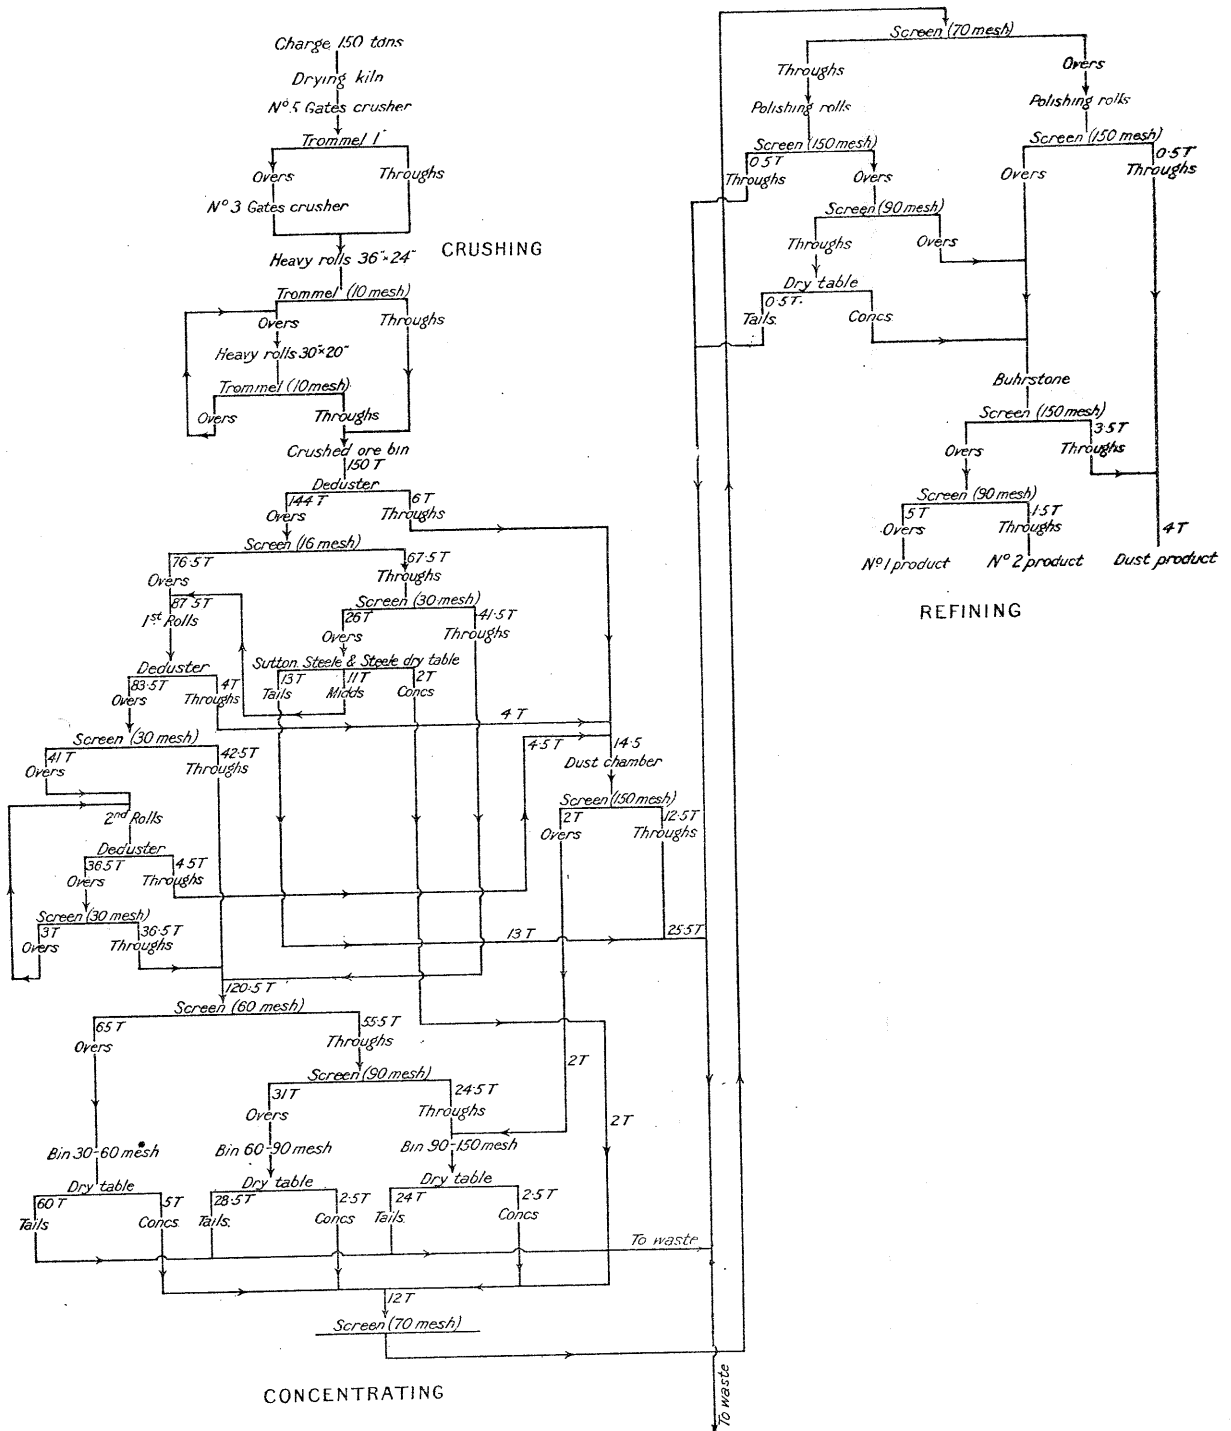 Charge 150 tons
Drying kiln
Nº 5 Gates crusher
Trommel 1"
Overs
Throughs
Nº 3 Gates crusher
CRUSHING
Heavy rolls 36"×24"
Trommel (10 mesh)
Overs
Throughs
Heavy rolls 30"×20"
Trommel (10 mesh)
Overs
Throughs
Crushed ore bin
150 T
Deduster
144 T
Overs
6 T
Throughs
Screen (16 mesh)
76·5 T
Overs
67·5 T
Throughs
87·5 T
1st Rolls
Screen (30 mesh)
26 T
Overs
41·5 T
Throughs
Sutton Steele & Steele dry table
13 T
Tails
11 T
Midds
2 T
Concs
Deduster
83·5 T
Overs
4 T
Throughs
4 T
Screen (30 mesh)
41 T
Overs
42·5 T
Throughs
4·5 T
14·5
Dust chamber
Screen (150 mesh)
2 T
Overs
12·5 T
Throughs
2nd Rolls
Deduster
36·5 T
Overs
4·5 T
Throughs
Screen (30 mesh)
3 T
Overs
36·5 T
Throughs
13 T
25·5 T
120·5 T
Screen (60 mesh)
65 T
Overs
55·5 T
Throughs
2 T
2 T
Screen (90 mesh)
31 T
Overs
24·5 T
Throughs
Bin 30-60 mesh
Bin 60-90 mesh
Bin 90-150 mesh
Dry table
60 T
Tails
5 T
Concs
Dry table
28·5 T
Tails
2·5 T
Concs
Dry table
24 T
Tails
2·5 T
Concs
To waste
12 T
Screen (70 mesh)
To waste
CONCENTRATING
Screen (70 mesh)
Throughs
Overs
Polishing rolls
Polishing rolls
Screen (150 mesh)
0·5 T
Throughs
Overs
Screen (150 mesh)
Overs
0·5 T
Throughs
Screen (90 mesh)
Throughs
Overs
Dry table
0·5 T.
Tails
Concs
Buhrstone
Screen (150 mesh)
Overs
3·5 T
Throughs
Screen (90 mesh)
5 T
Overs
1·5 T
Throughs
4 T
Nº 1 product
Nº 2 product
Dust product
REFINING